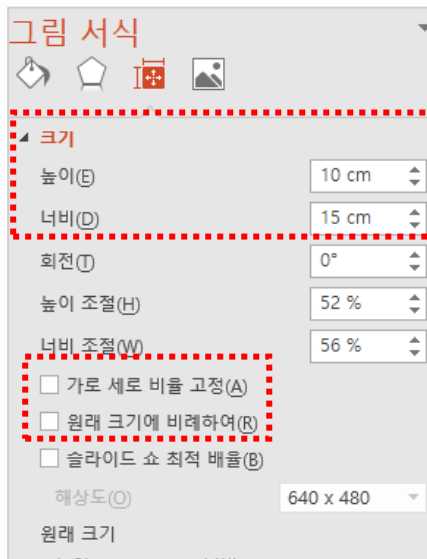 그림 서식
크기
높이(E) 10 cm
너비(D) 15 cm
회전(T) 0°
높이 조절(H) 52 %
너비 조절(W) 56 %
가로 세로 비율 고정(A)
원래 크기에 비례하여(R)
슬라이드 쇼 최적 배율(B)
해상도(O) 640 x 480
원래 크기